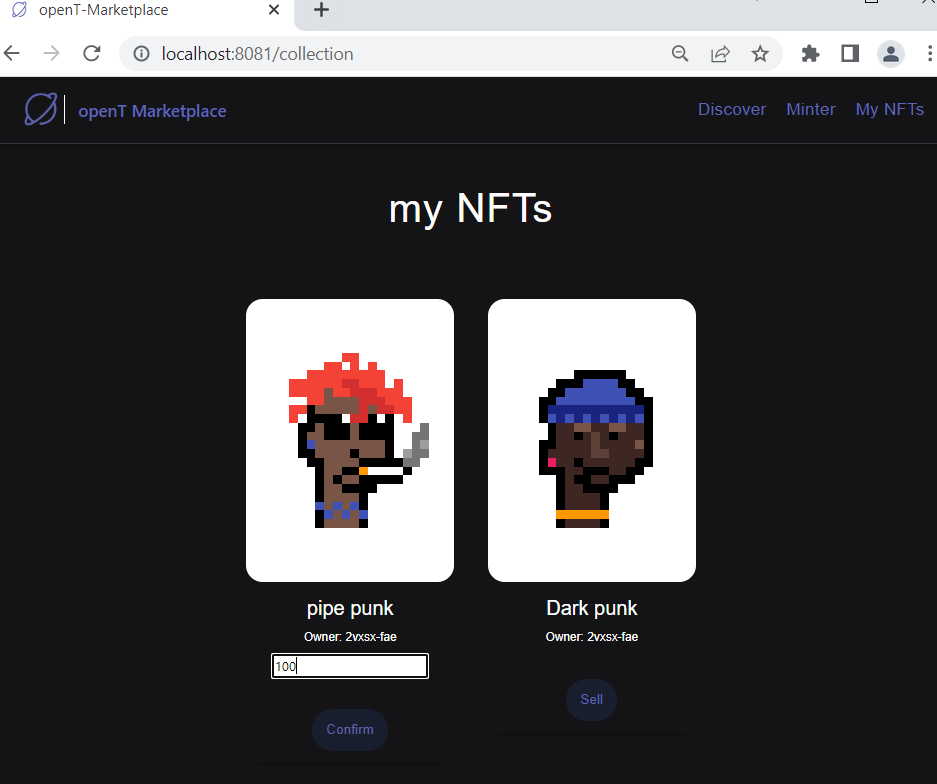 openT-Marketplace
localhost:8081/collection
openT Marketplace
Discover Minter My NFTs
my NFTs
pipe punk
Owner: 2vxsx-fae
100
Confirm
Dark punk
Owner: 2vxsx-fae
Sell